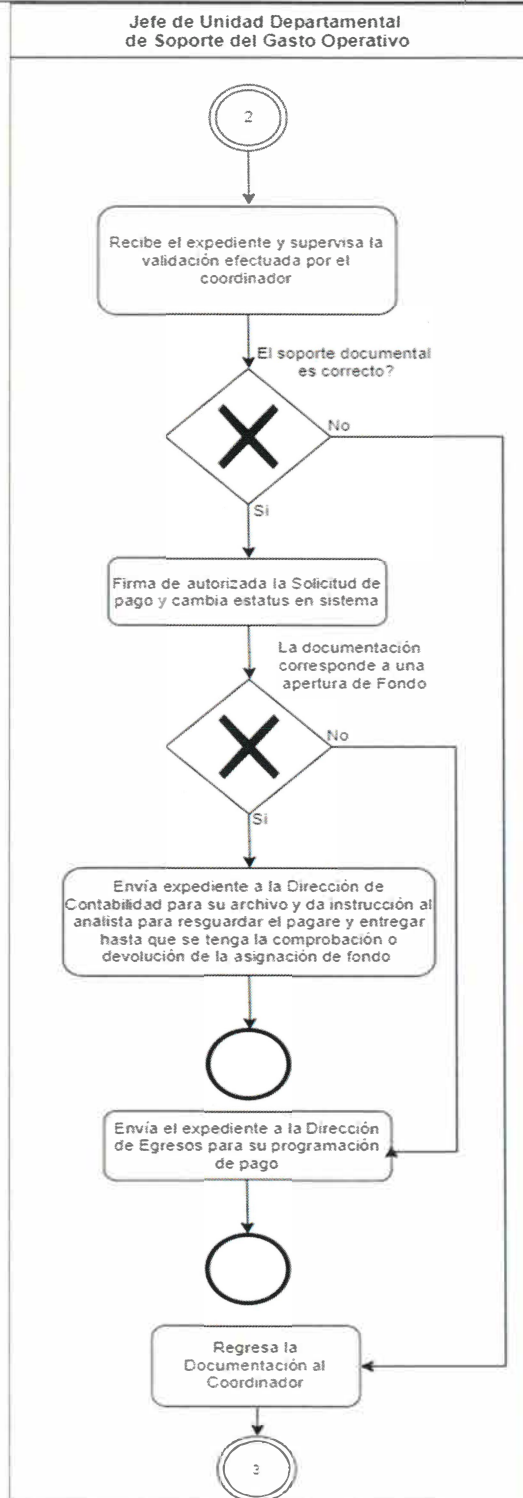 Jefe de Unidad Departamental
de Soporte del Gasto Operativo
2
Recibe el expediente y supervisa la
validación efectuada por el
coordinador
El soporte documental
es correcto?
No
Si
Firma de autorizada la Solicitud de
pago y cambia estatus en sistema
La documentación
corresponde a una
apertura de Fondo
No
Si
Envía expediente a la Dirección de
Contabilidad para su archivo y da instrucción al
analista para resguardar el pagare y entregar
hasta que se tenga la comprobación o
devolución de la asignación de fondo
Envía el expediente a la Dirección
de Egresos para su programación
de pago
Regresa la
Documentación al
Coordinador
3